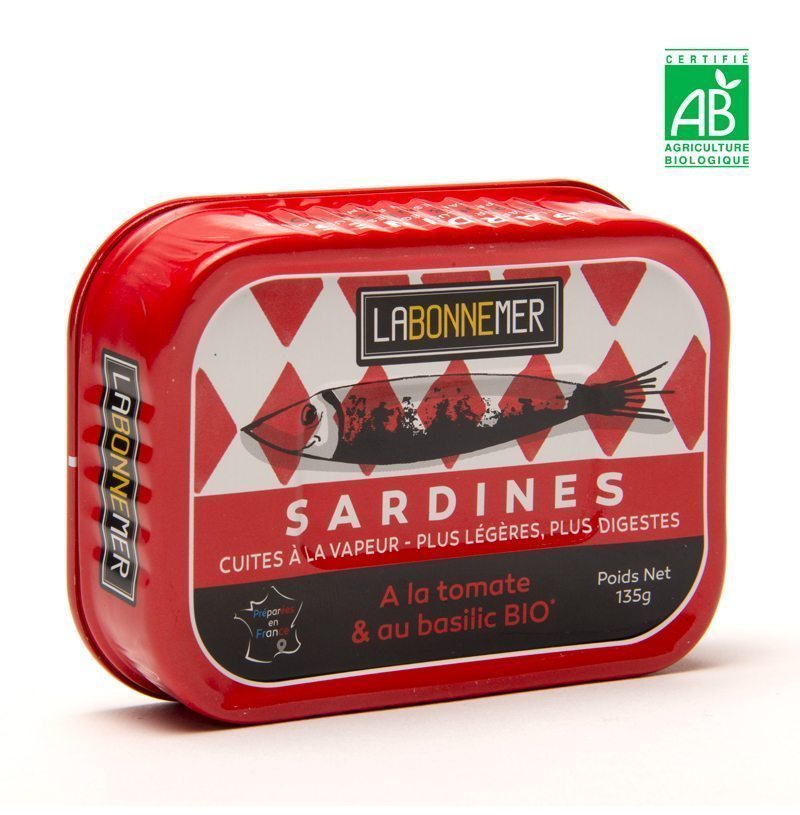 CERTIFIÉ
AB
AGRICULTURE
BIOLOGIQUE
SARDINES
LABONNEMER
LABONNEMER
SARDINES
CUITES À LA VAPEUR - PLUS LÉGÈRES, PLUS DIGESTES
A la tomate
& au basilic BIO*
Poids Net
135g
Préparées
en
France